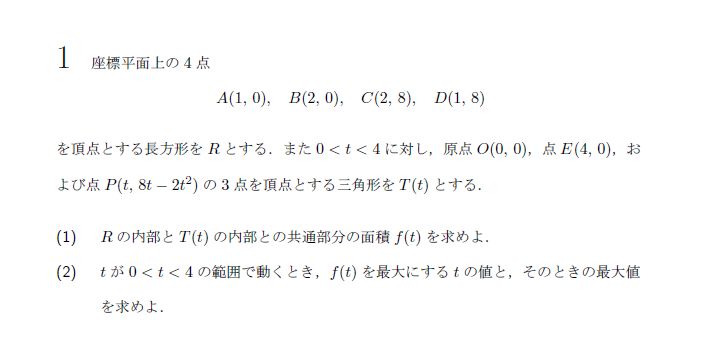 1 座標平面上の 4 点
A(1, 0), B(2, 0), C(2, 8), D(1, 8)
を頂点とする長方形を R とする．また 0 < t < 4 に対し，原点 O(0, 0)，点 E(4, 0)，お
よび点 P(t, 8t − 2t²) の 3 点を頂点とする三角形を T(t) とする．
(1) R の内部と T(t) の内部との共通部分の面積 f(t) を求めよ．
(2) t が 0 < t < 4 の範囲で動くとき，f(t) を最大にする t の値と，そのときの最大値
を求めよ．